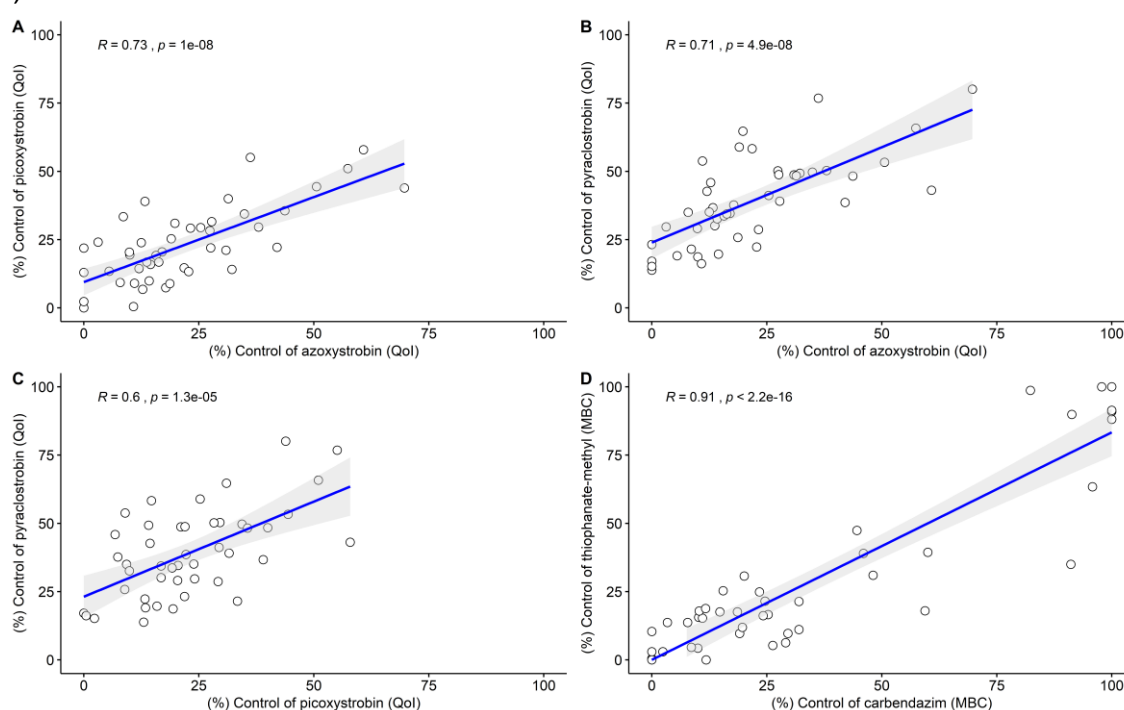 A
R = 0.73 , p = 1e-08
100
75
50
25
0
(%) Control of picoxystrobin (QoI)
0 25 50 75 100
(%) Control of azoxystrobin (QoI)
B
R = 0.71 , p = 4.9e-08
100
75
50
25
0
(%) Control of pyraclostrobin (QoI)
0 25 50 75 100
(%) Control of azoxystrobin (QoI)
C
R = 0.6 , p = 1.3e-05
100
75
50
25
0
(%) Control of pyraclostrobin (QoI)
0 25 50 75 100
(%) Control of picoxystrobin (QoI)
D
R = 0.91 , p < 2.2e-16
100
75
50
25
0
(%) Control of thiophanate-methyl (MBC)
0 25 50 75 100
(%) Control of carbendazim (MBC)